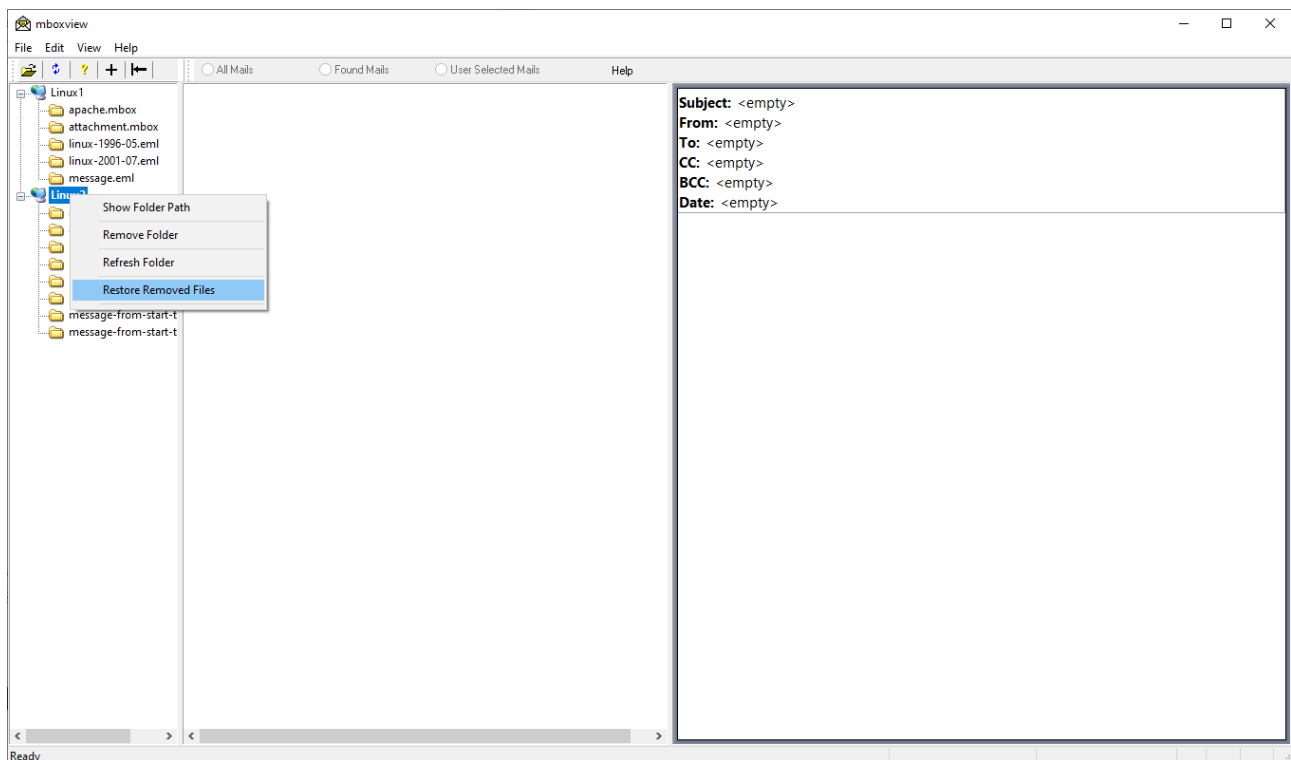 mboxview
File Edit View Help
All Mails Found Mails User Selected Mails Help
Linux1
apache.mbox
attachment.mbox
linux-1996-05.eml
linux-2001-07.eml
message.eml
Show Folder Path
Remove Folder
Refresh Folder
Restore Removed Files
message-from-start-t
message-from-start-t
Subject: <empty>
From: <empty>
To: <empty>
CC: <empty>
BCC: <empty>
Date: <empty>
Ready